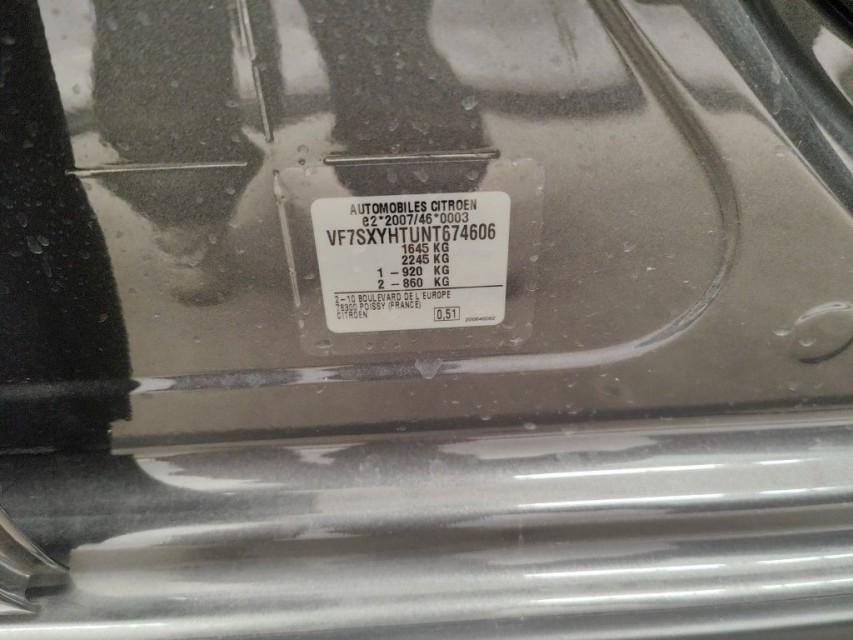 AUTOMOBILES CITROEN
e2*2007/46*0003
VF7SXYHTUNT674606
1645 KG
2245 KG
1 - 920 KG
2 - 860 KG
2-10 BOULEVARD DE L'EUROPE
78300 POISSY (FRANCE)
CITROEN
0,51